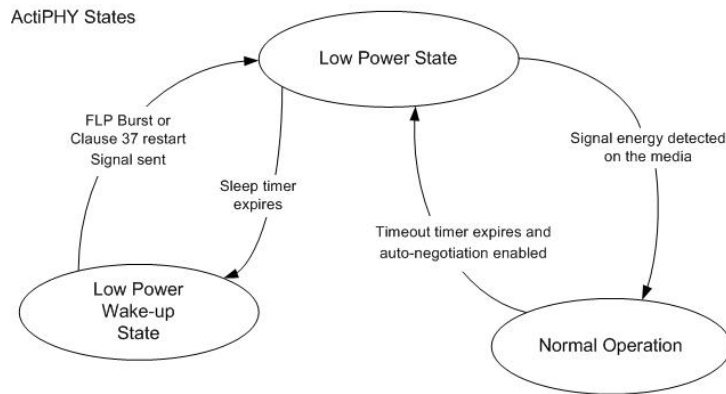 ActiPHY States
Low Power State
FLP Burst or
Clause 37 restart
Signal sent
Signal energy detected
on the media
Sleep timer
expires
Timeout timer expires and
auto-negotiation enabled
Low Power
Wake-up
State
Normal Operation